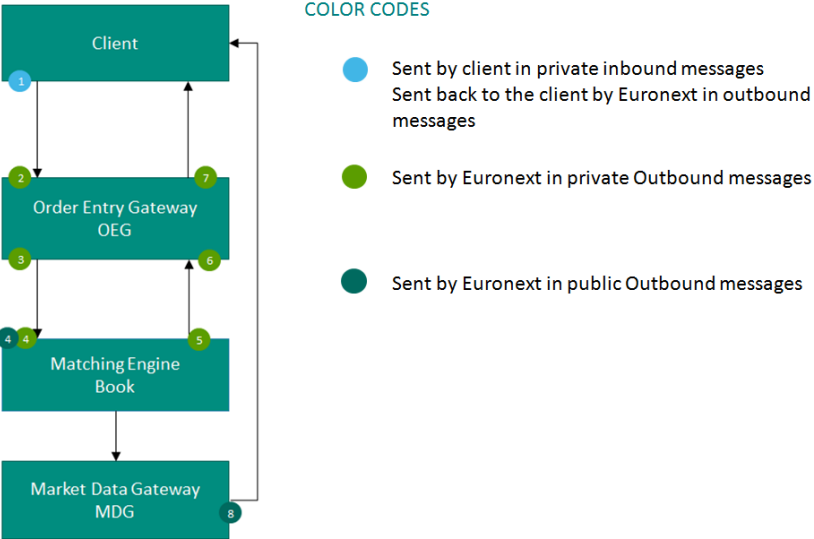 COLOR CODES
Client
1
Sent by client in private inbound messages
Sent back to the client by Euronext in outbound
messages
2
7
Sent by Euronext in private Outbound messages
Order Entry Gateway
OEG
3
6
Sent by Euronext in public Outbound messages
4
4
5
Matching Engine
Book
Market Data Gateway
MDG
8